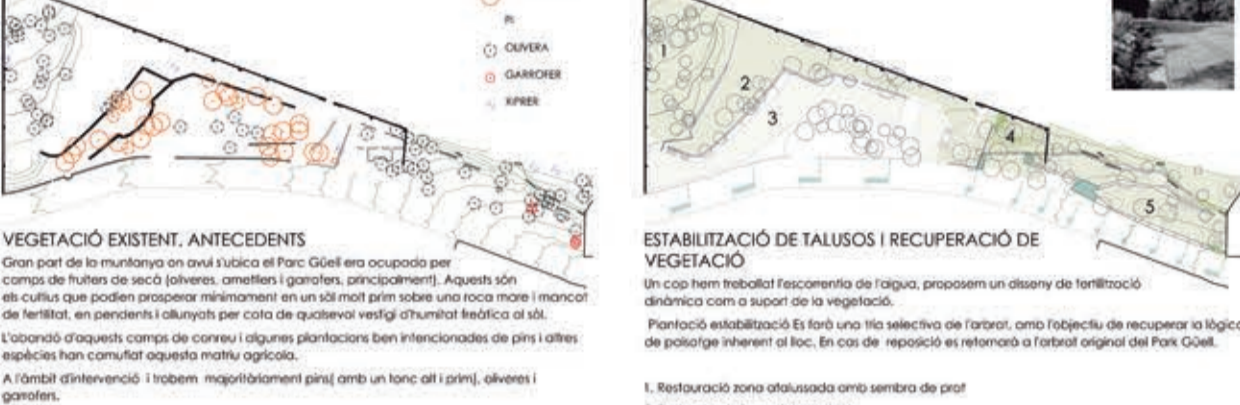 PI
OLIVERA
GARROFER
XIPRER
VEGETACIÓ EXISTENT. ANTECEDENTS
Gran part de la muntanya on avui s'ubica el Parc Güell era ocupada per
camps de fruiters de secà (oliveres, ametllers i garrofers, principalment). Aquests són
els cultius que podien prosperar mínimament en un sòl molt prim sobre una roca mare i mancat
de fertilitat, en pendents i allunyats per cota de qualsevol vestigi d'humitat freàtica al sòl.
L'abandó d'aquests camps de conreu i algunes plantacions ben intencionades de pins i altres
espècies han camuflat aquesta matriu agrícola.
A l'àmbit d'intervenció i trobem majoritàriament pins( amb un tronc alt i prim), oliveres i
garrofers.
1
2
3
4
5
ESTABILITZACIÓ DE TALUSOS I RECUPERACIÓ DE
VEGETACIÓ
Un cop hem treballat l'escorrentia de l'aigua, proposem un disseny de fertilització
dinàmica com a suport de la vegetació.
Plantació estabilització Es farà una tria selectiva de l'arbrat, amb l'objectiu de recuperar la lògica
de paisatge inherent al lloc. En cas de reposició es retornarà a l'arbrat original del Park Güell.
1. Restauració zona atalussada amb sembra de prat